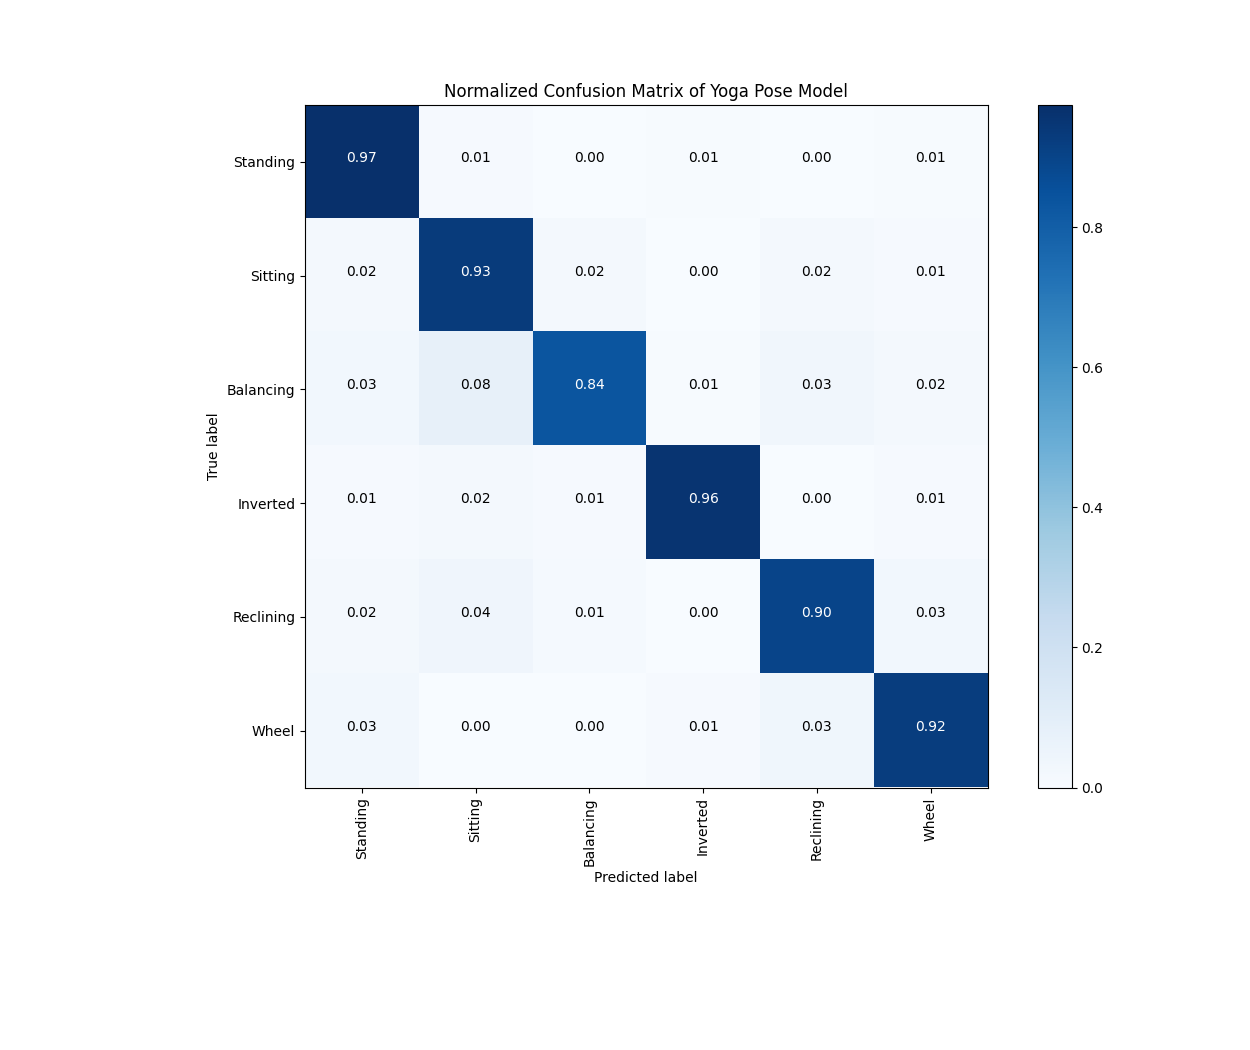 Normalized Confusion Matrix of Yoga Pose Model
Standing 0.97 0.01 0.00 0.01 0.00 0.01
Sitting 0.02 0.93 0.02 0.00 0.02 0.01
Balancing 0.03 0.08 0.84 0.01 0.03 0.02
Inverted 0.01 0.02 0.01 0.96 0.00 0.01
Reclining 0.02 0.04 0.01 0.00 0.90 0.03
Wheel 0.03 0.00 0.00 0.01 0.03 0.92
True label
Standing Sitting Balancing Inverted Reclining Wheel
Predicted label
0.8
0.6
0.4
0.2
0.0